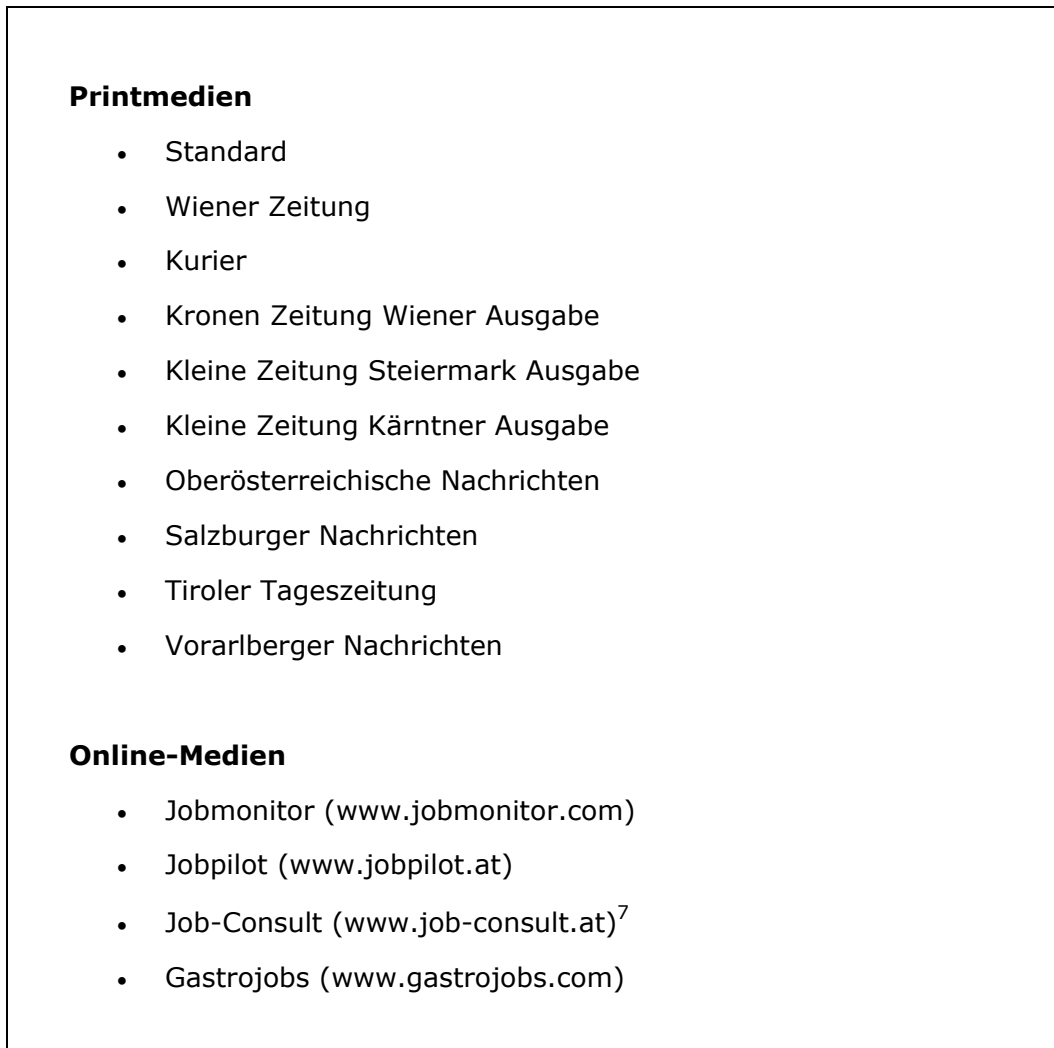 Printmedien
• Standard
• Wiener Zeitung
• Kurier
• Kronen Zeitung Wiener Ausgabe
• Kleine Zeitung Steiermark Ausgabe
• Kleine Zeitung Kärntner Ausgabe
• Oberösterreichische Nachrichten
• Salzburger Nachrichten
• Tiroler Tageszeitung
• Vorarlberger Nachrichten
Online-Medien
• Jobmonitor (www.jobmonitor.com)
• Jobpilot (www.jobpilot.at)
• Job-Consult (www.job-consult.at)⁷
• Gastrojobs (www.gastrojobs.com)